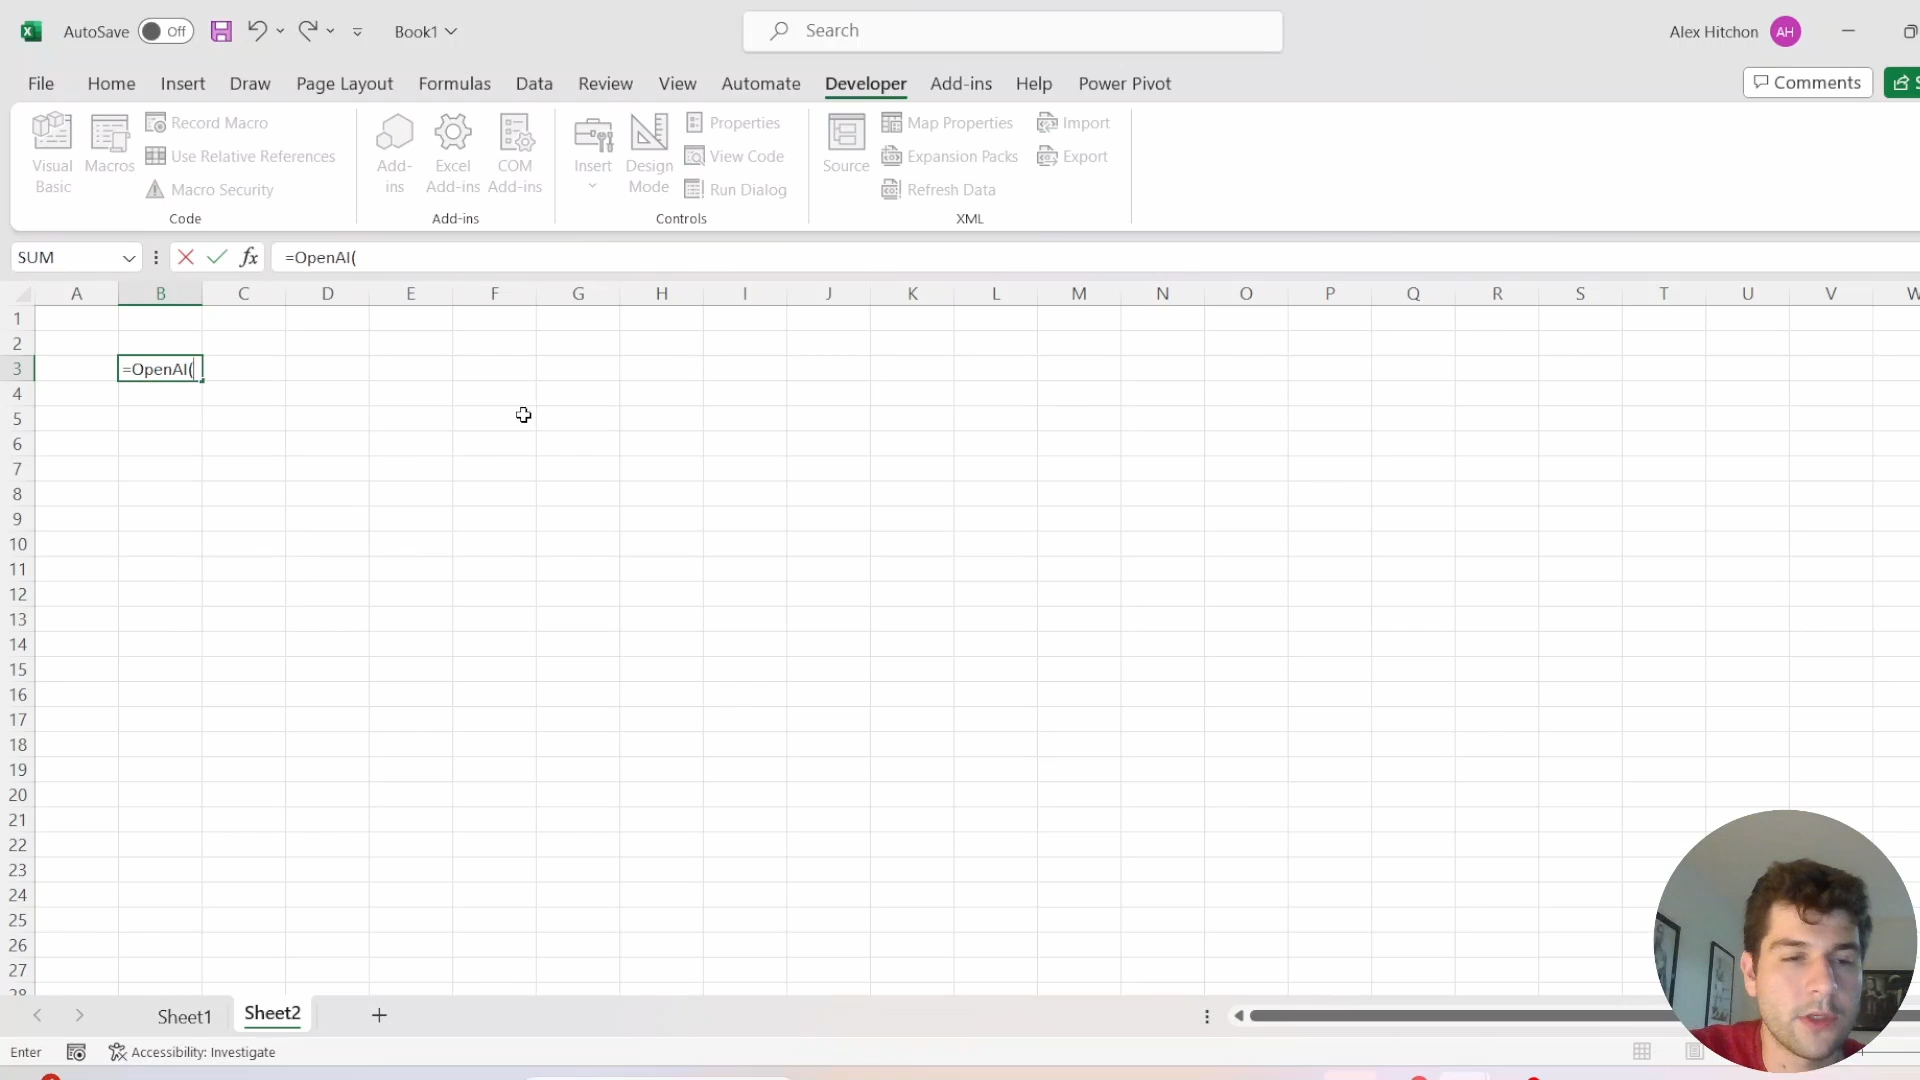 AutoSave Off Book1 Search Alex Hitchon AH
File Home Insert Draw Page Layout Formulas Data Review View Automate Developer Add-ins Help Power Pivot Comments
Visual Basic
Macros
Record Macro
Use Relative References
Macro Security
Code
Add-ins
Excel Add-ins
COM Add-ins
Add-ins
Insert
Design Mode
Properties
View Code
Run Dialog
Controls
Source
Map Properties
Expansion Packs
Refresh Data
Import
Export
XML
SUM fx =OpenAI(
A B C D E F G H I J K L M N O P Q R S T U V W
1
2
3 =OpenAI(
4
5
6
7
8
9
10
11
12
13
14
15
16
17
18
19
20
21
22
23
24
25
26
27
28
Sheet1 Sheet2
Enter Accessibility: Investigate